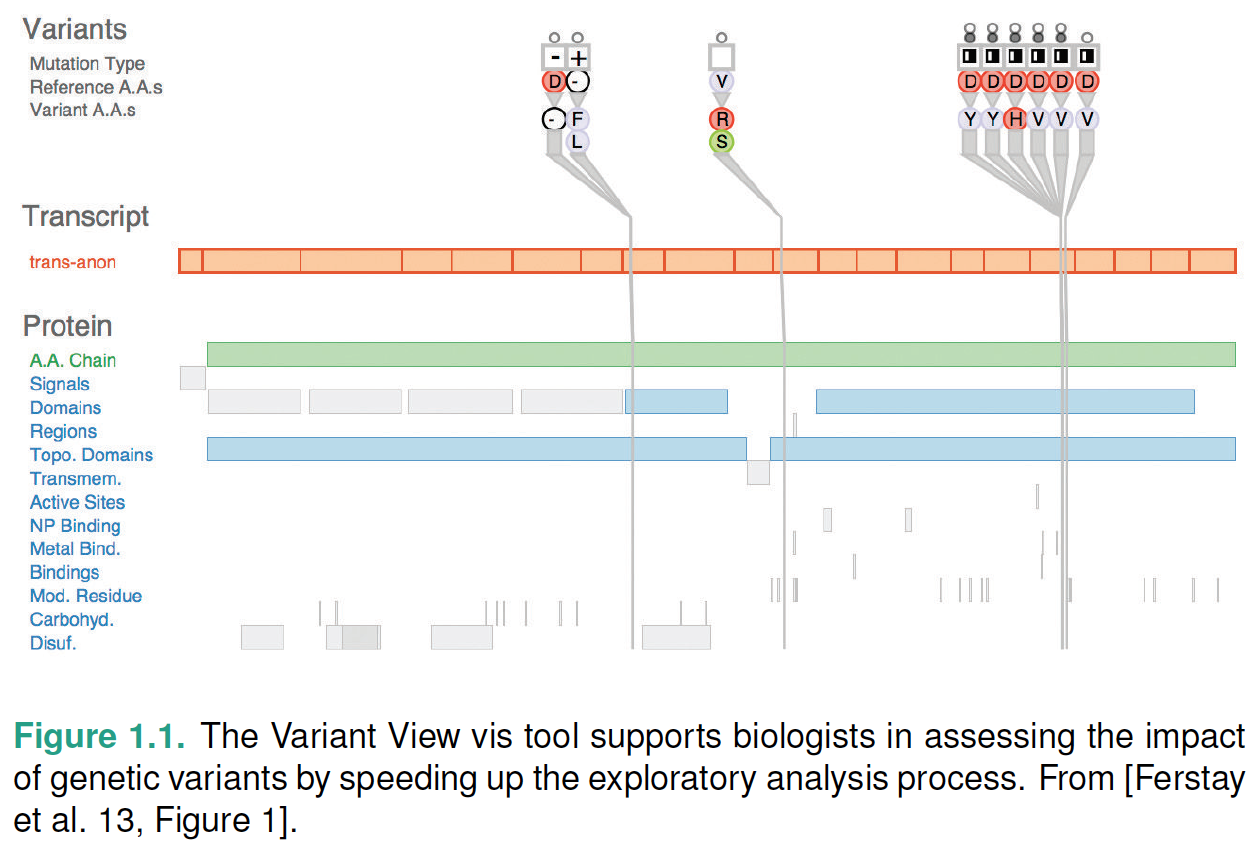 Variants
Mutation Type
Reference A.A.s
Variant A.A.s
- +
D -
- F
L
V
R
S
D D D D D D
Y Y H V V V
Transcript
trans-anon
Protein
A.A. Chain
Signals
Domains
Regions
Topo. Domains
Transmem.
Active Sites
NP Binding
Metal Bind.
Bindings
Mod. Residue
Carbohyd.
Disuf.
Figure 1.1. The Variant View vis tool supports biologists in assessing the impact
of genetic variants by speeding up the exploratory analysis process. From [Ferstay
et al. 13, Figure 1].